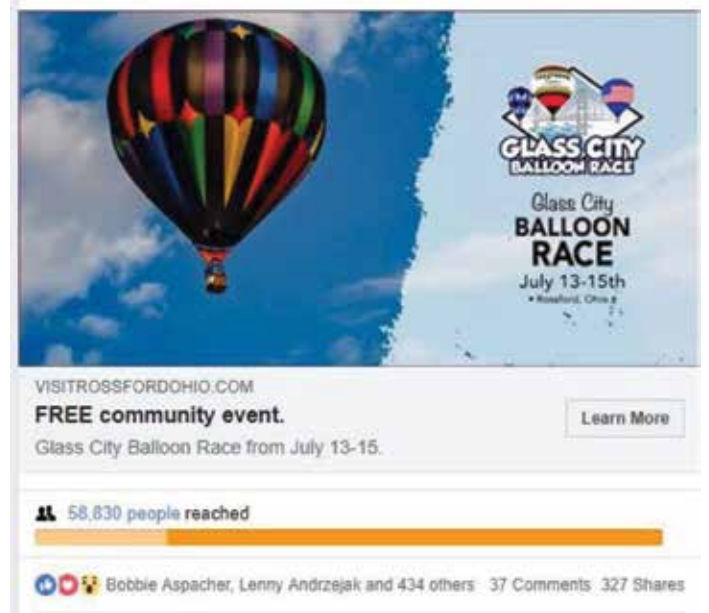 GLASS CITY
BALLOON RACE
Glass City
BALLOON
RACE
July 13-15th
• Rossford, Ohio •
VISITROSSFORDOHIO.COM
FREE community event.
Learn More
Glass City Balloon Race from July 13-15.
58,830 people reached
Bobbie Aspacher, Lenny Andrzejak and 434 others 37 Comments 327 Shares